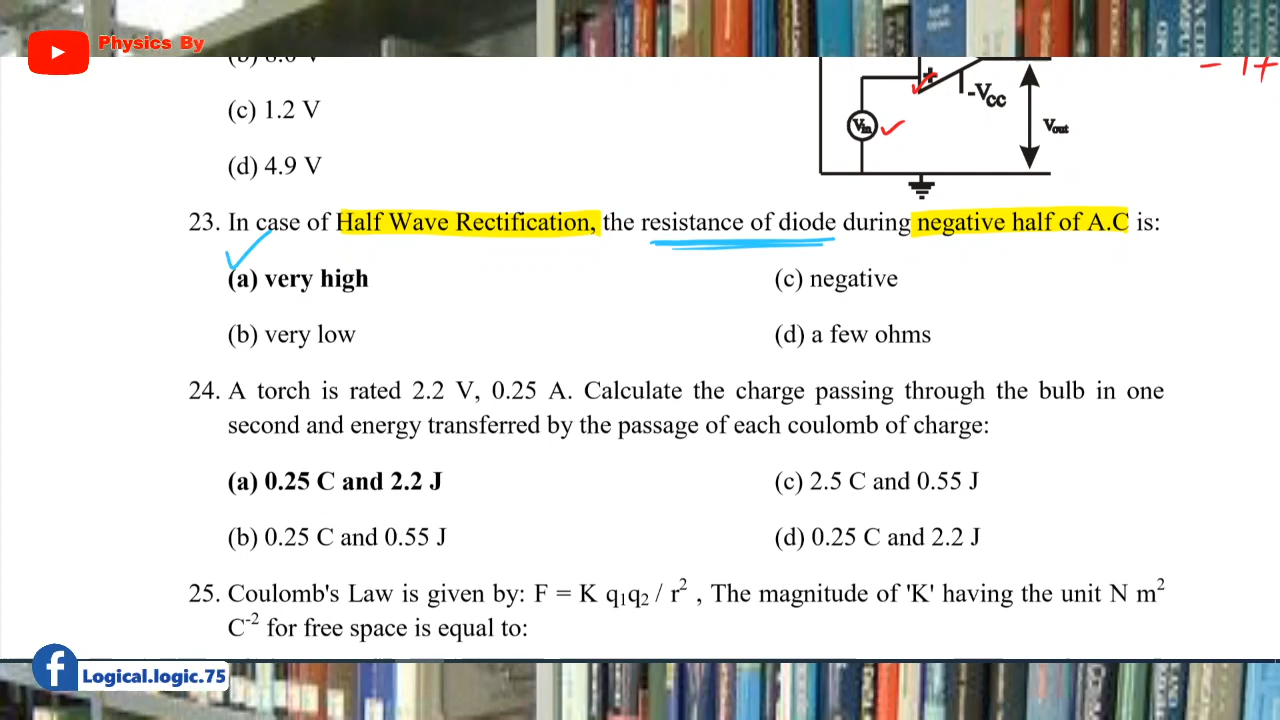 Physics By
(c) 1.2 V
(d) 4.9 V
+
-Vcc
Vin
Vout
23. In case of Half Wave Rectification, the resistance of diode during negative half of A.C is:
(a) very high
(c) negative
(b) very low
(d) a few ohms
24. A torch is rated 2.2 V, 0.25 A. Calculate the charge passing through the bulb in one
second and energy transferred by the passage of each coulomb of charge:
(a) 0.25 C and 2.2 J
(c) 2.5 C and 0.55 J
(b) 0.25 C and 0.55 J
(d) 0.25 C and 2.2 J
25. Coulomb's Law is given by: F = K q₁q₂ / r² , The magnitude of 'K' having the unit N m²
C⁻² for free space is equal to:
Logical.logic.75